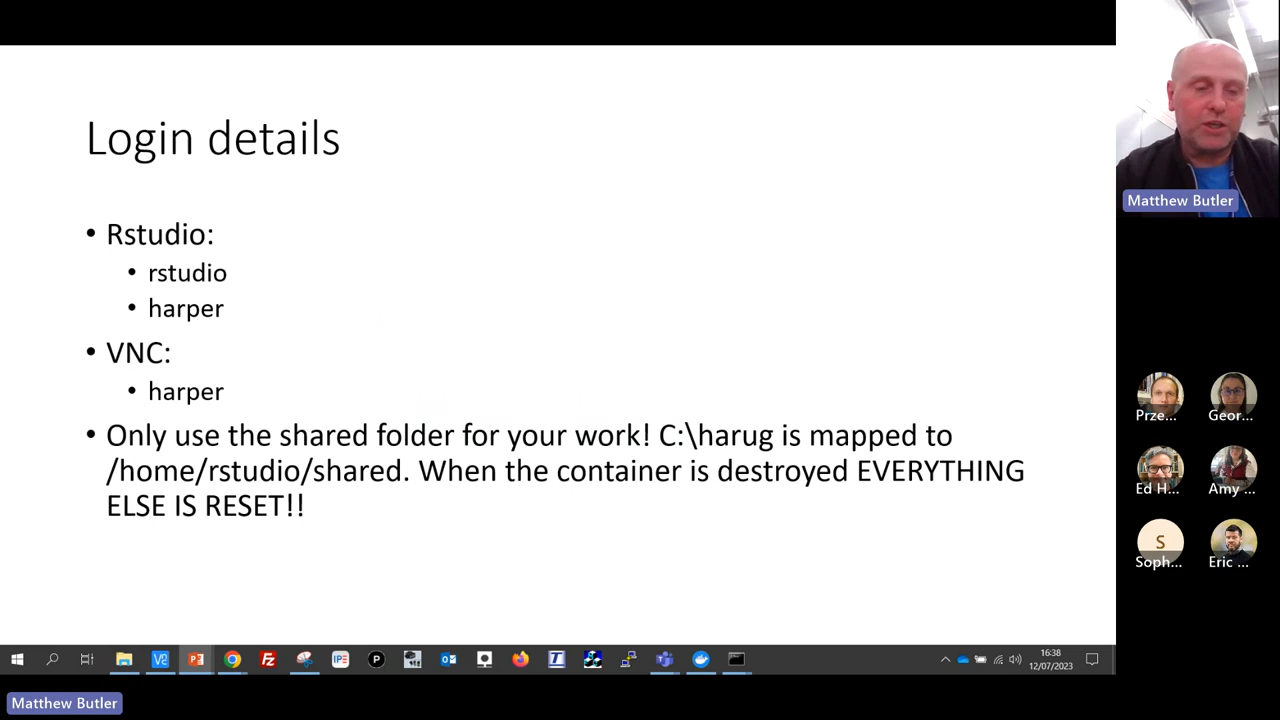 Login details
• Rstudio:
• rstudio
• harper
• VNC:
• harper
• Only use the shared folder for your work! C:\harug is mapped to
/home/rstudio/shared. When the container is destroyed EVERYTHING
ELSE IS RESET!!
Matthew Butler
Prze...
Geor...
Ed H...
Amy ...
S
Soph...
Eric ...
16:38
12/07/2023
Matthew Butler